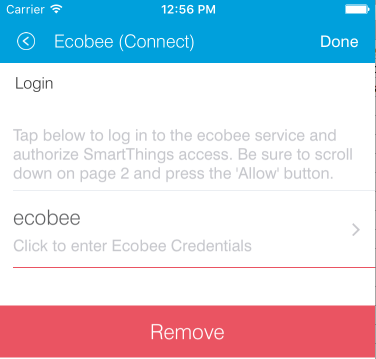 Carrier 12:56 PM
Ecobee (Connect) Done
Login
Tap below to log in to the ecobee service and
authorize SmartThings access. Be sure to scroll
down on page 2 and press the 'Allow' button.
ecobee
Click to enter Ecobee Credentials
Remove